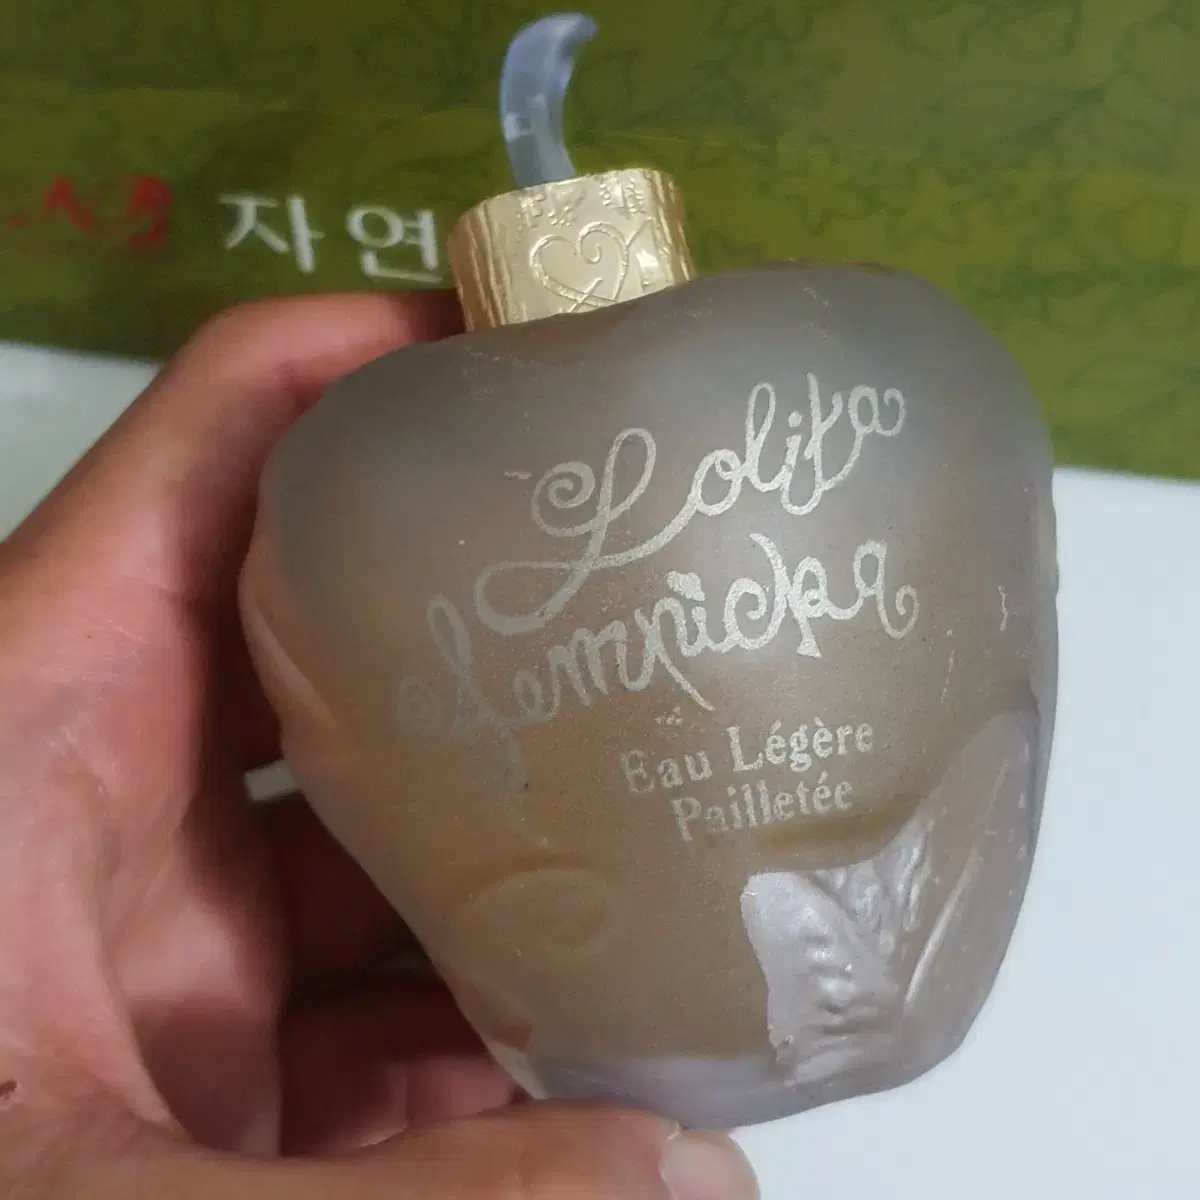 자연
Lolita
Lempicka
Eau Légère
Pailletée